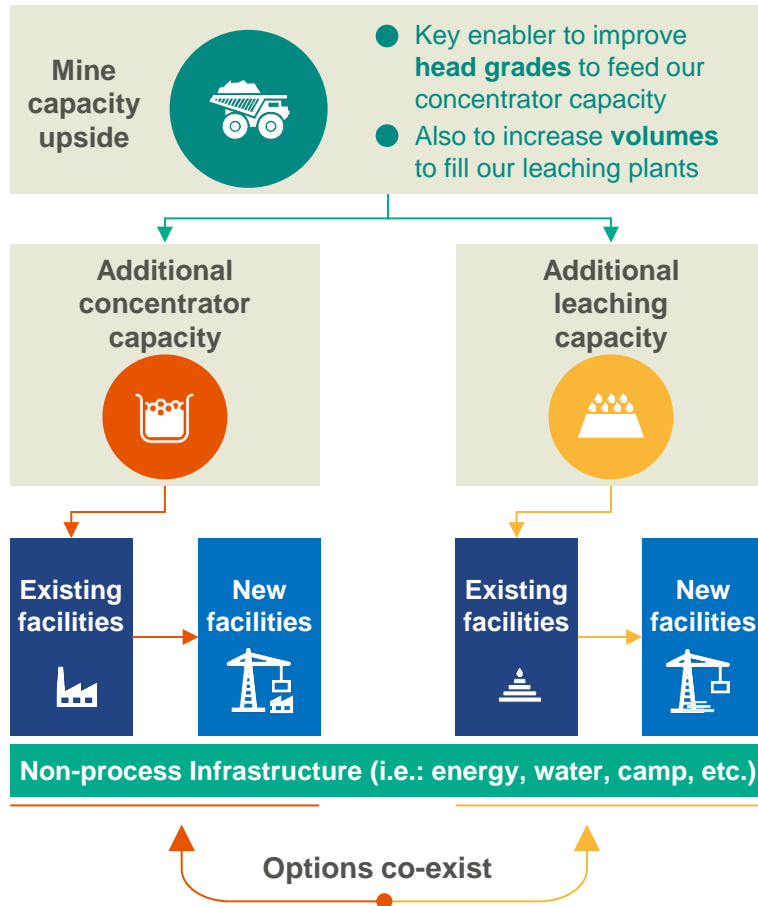 Mine
capacity
upside
Key enabler to improve
head grades to feed our
concentrator capacity
Also to increase volumes
to fill our leaching plants
Additional
concentrator
capacity
Additional
leaching
capacity
Existing
facilities
New
facilities
Existing
facilities
New
facilities
Non-process Infrastructure (i.e.: energy, water, camp, etc.)
Options co-exist